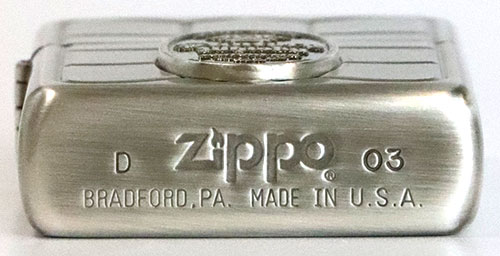 D Zippo® 03
BRADFORD, PA. MADE IN U.S.A.